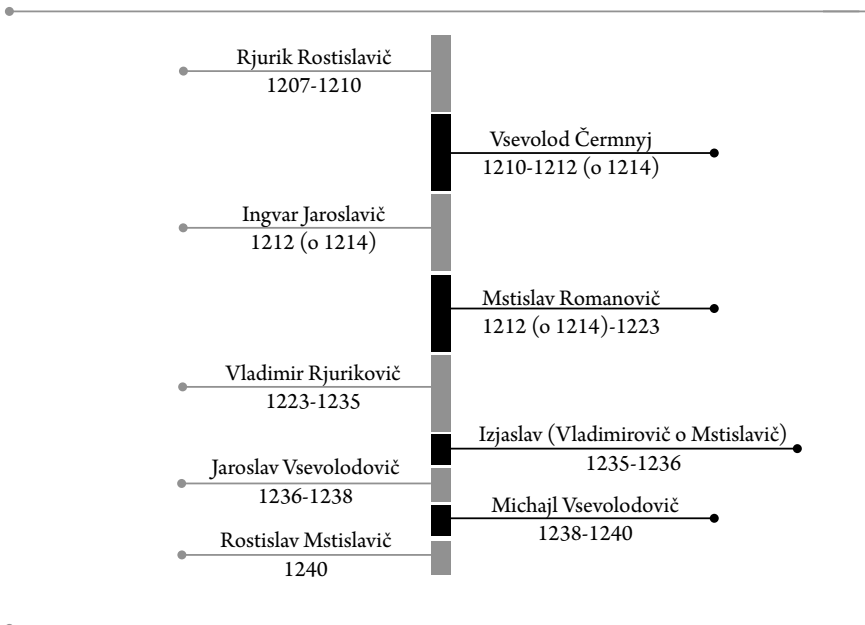 Rjurik Rostislavič
1207-1210
Vsevolod Čermnyj
1210-1212 (o 1214)
Ingvar Jaroslavič
1212 (o 1214)
Mstislav Romanovič
1212 (o 1214)-1223
Vladimir Rjurikovič
1223-1235
Izjaslav (Vladimirovič o Mstislavič)
1235-1236
Jaroslav Vsevolodovič
1236-1238
Michajl Vsevolodovič
1238-1240
Rostislav Mstislavič
1240